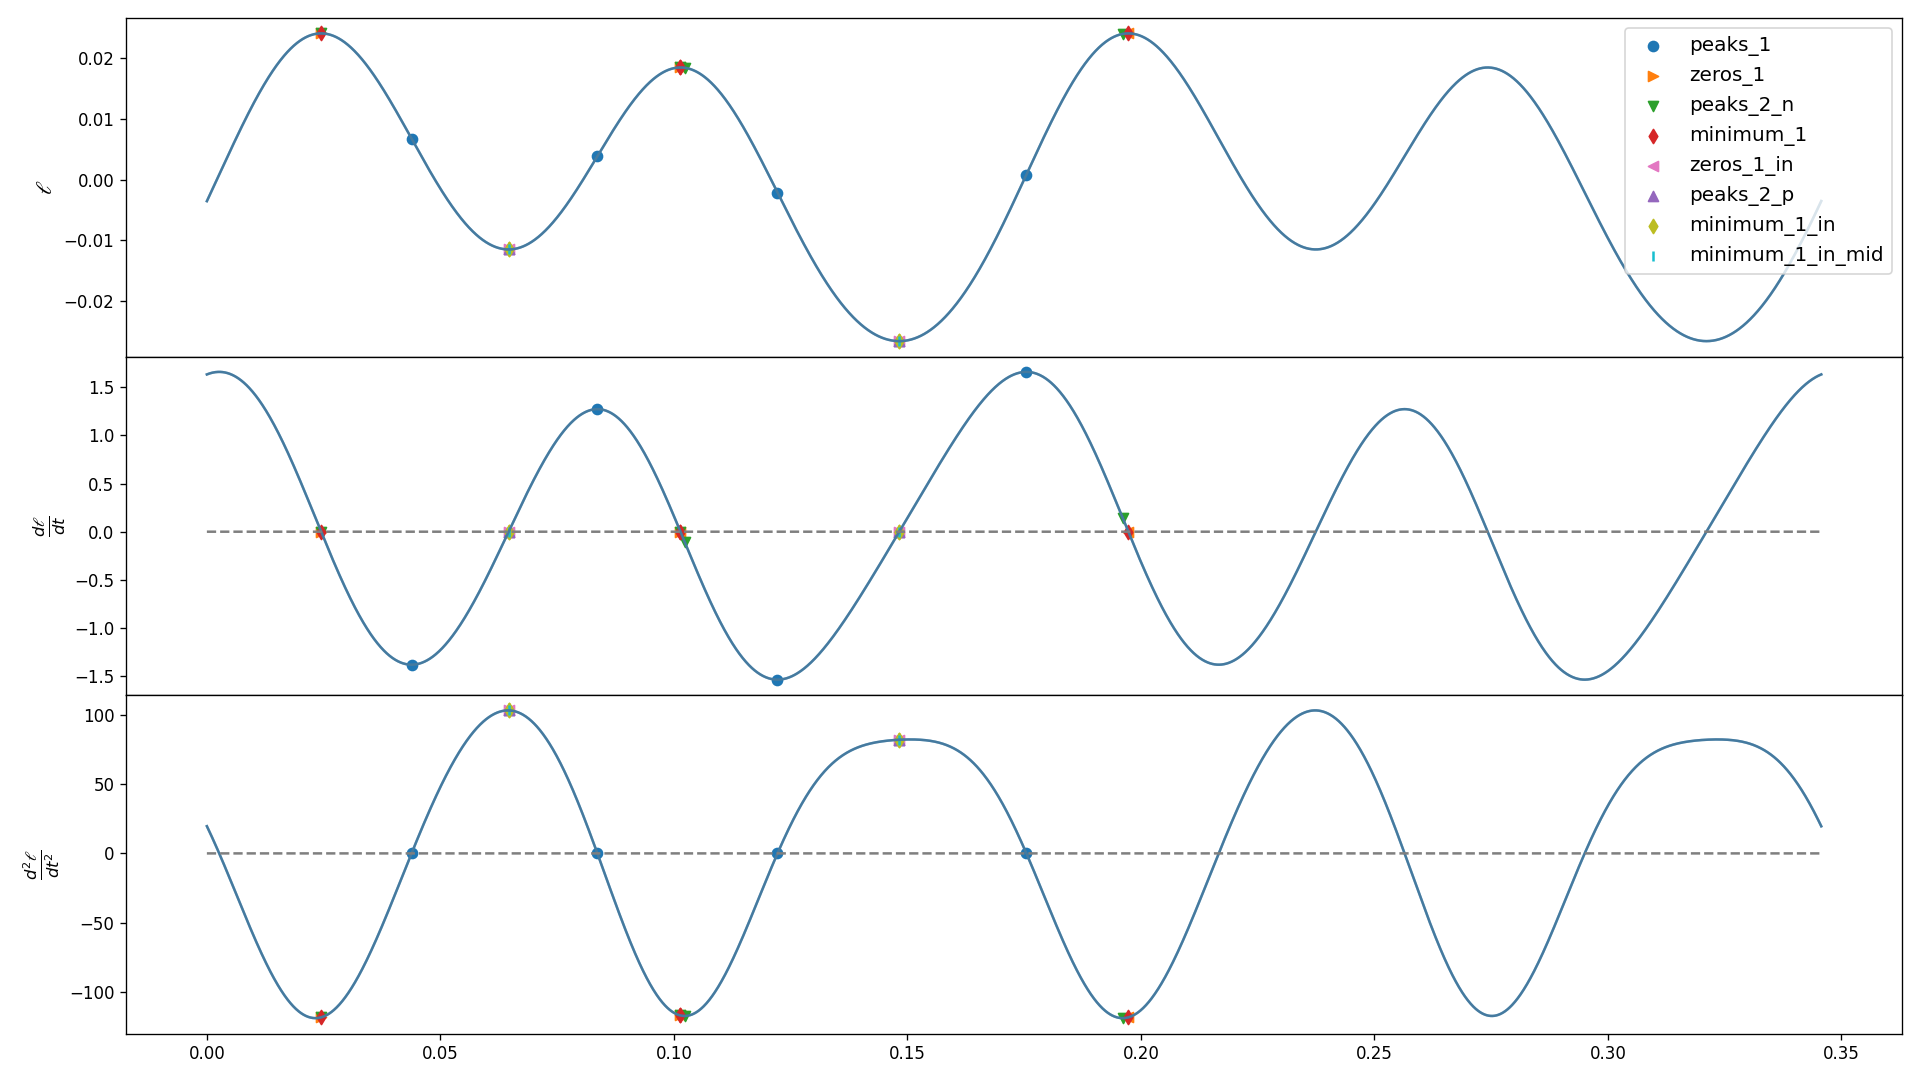 0.02
0.01
0.00
−0.01
−0.02
ℓ
peaks_1
zeros_1
peaks_2_n
minimum_1
zeros_1_in
peaks_2_p
minimum_1_in
minimum_1_in_mid
1.5
1.0
0.5
0.0
−0.5
−1.0
−1.5
dℓ
dt
100
50
0
−50
−100
d²ℓ
dt²
0.00 0.05 0.10 0.15 0.20 0.25 0.30 0.35